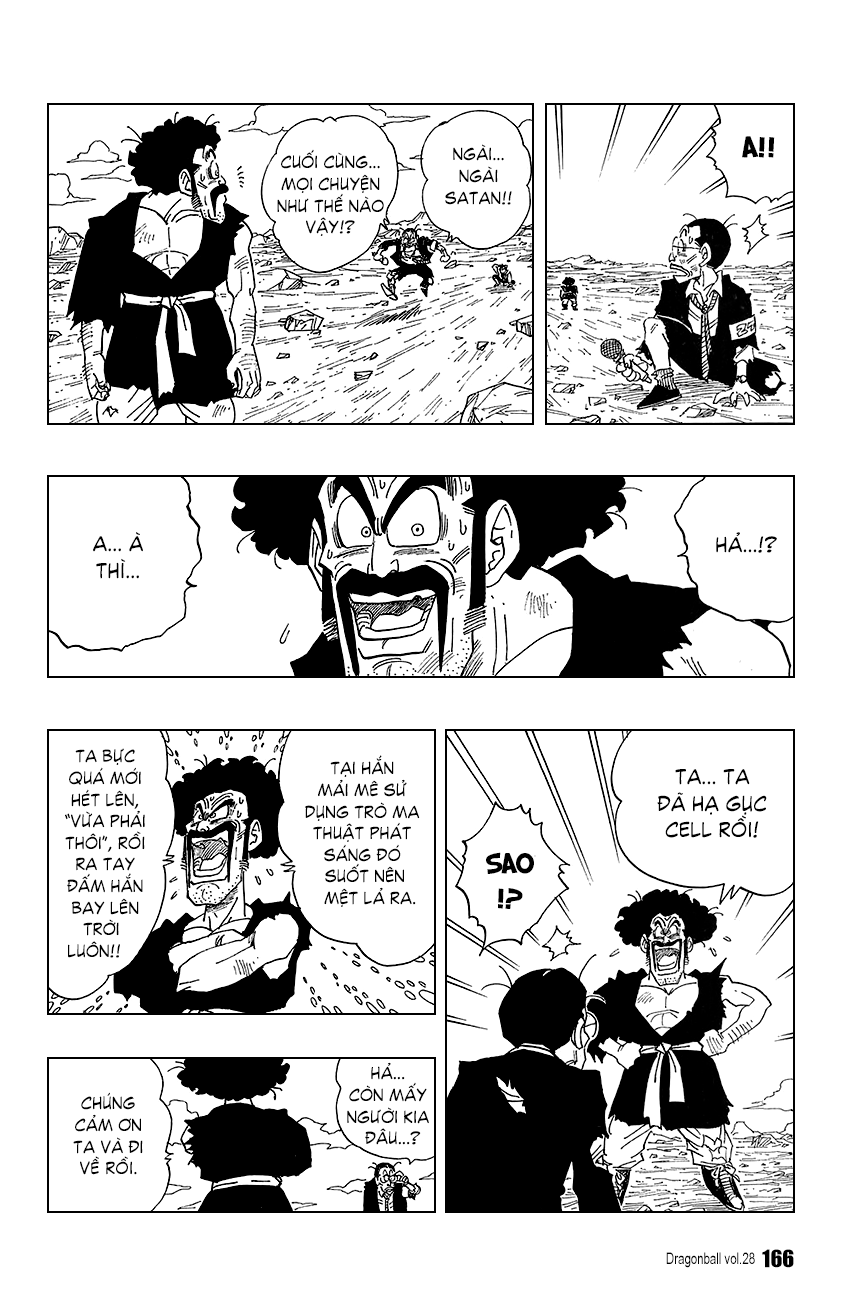 A!!
NGÀI...
NGÀI
SATAN!!
CUỐI CÙNG...
MỌI CHUYỆN
NHƯ THẾ NÀO
VẬY!?
HẢ...!?
A... À
THÌ...
TA... TA
ĐÃ HẠ GỤC
CELL RỒI!
SAO
!?
TẠI HẮN
MẢI MÊ SỬ
DỤNG TRÒ MA
THUẬT PHÁT
SÁNG ĐÓ
SUỐT NÊN
MỆT LẢ RA.
TA BỰC
QUÁ MỚI
HÉT LÊN,
“VỪA PHẢI
THÔI”, RỒI
RA TAY
ĐẤM HẮN
BAY LÊN
TRỜI
LUÔN!!
HẢ...
CÒN MẤY
NGƯỜI KIA
ĐÂU...?
CHÚNG
CẢM ƠN
TA VÀ ĐI
VỀ RỒI.
Dragonball vol.28 166